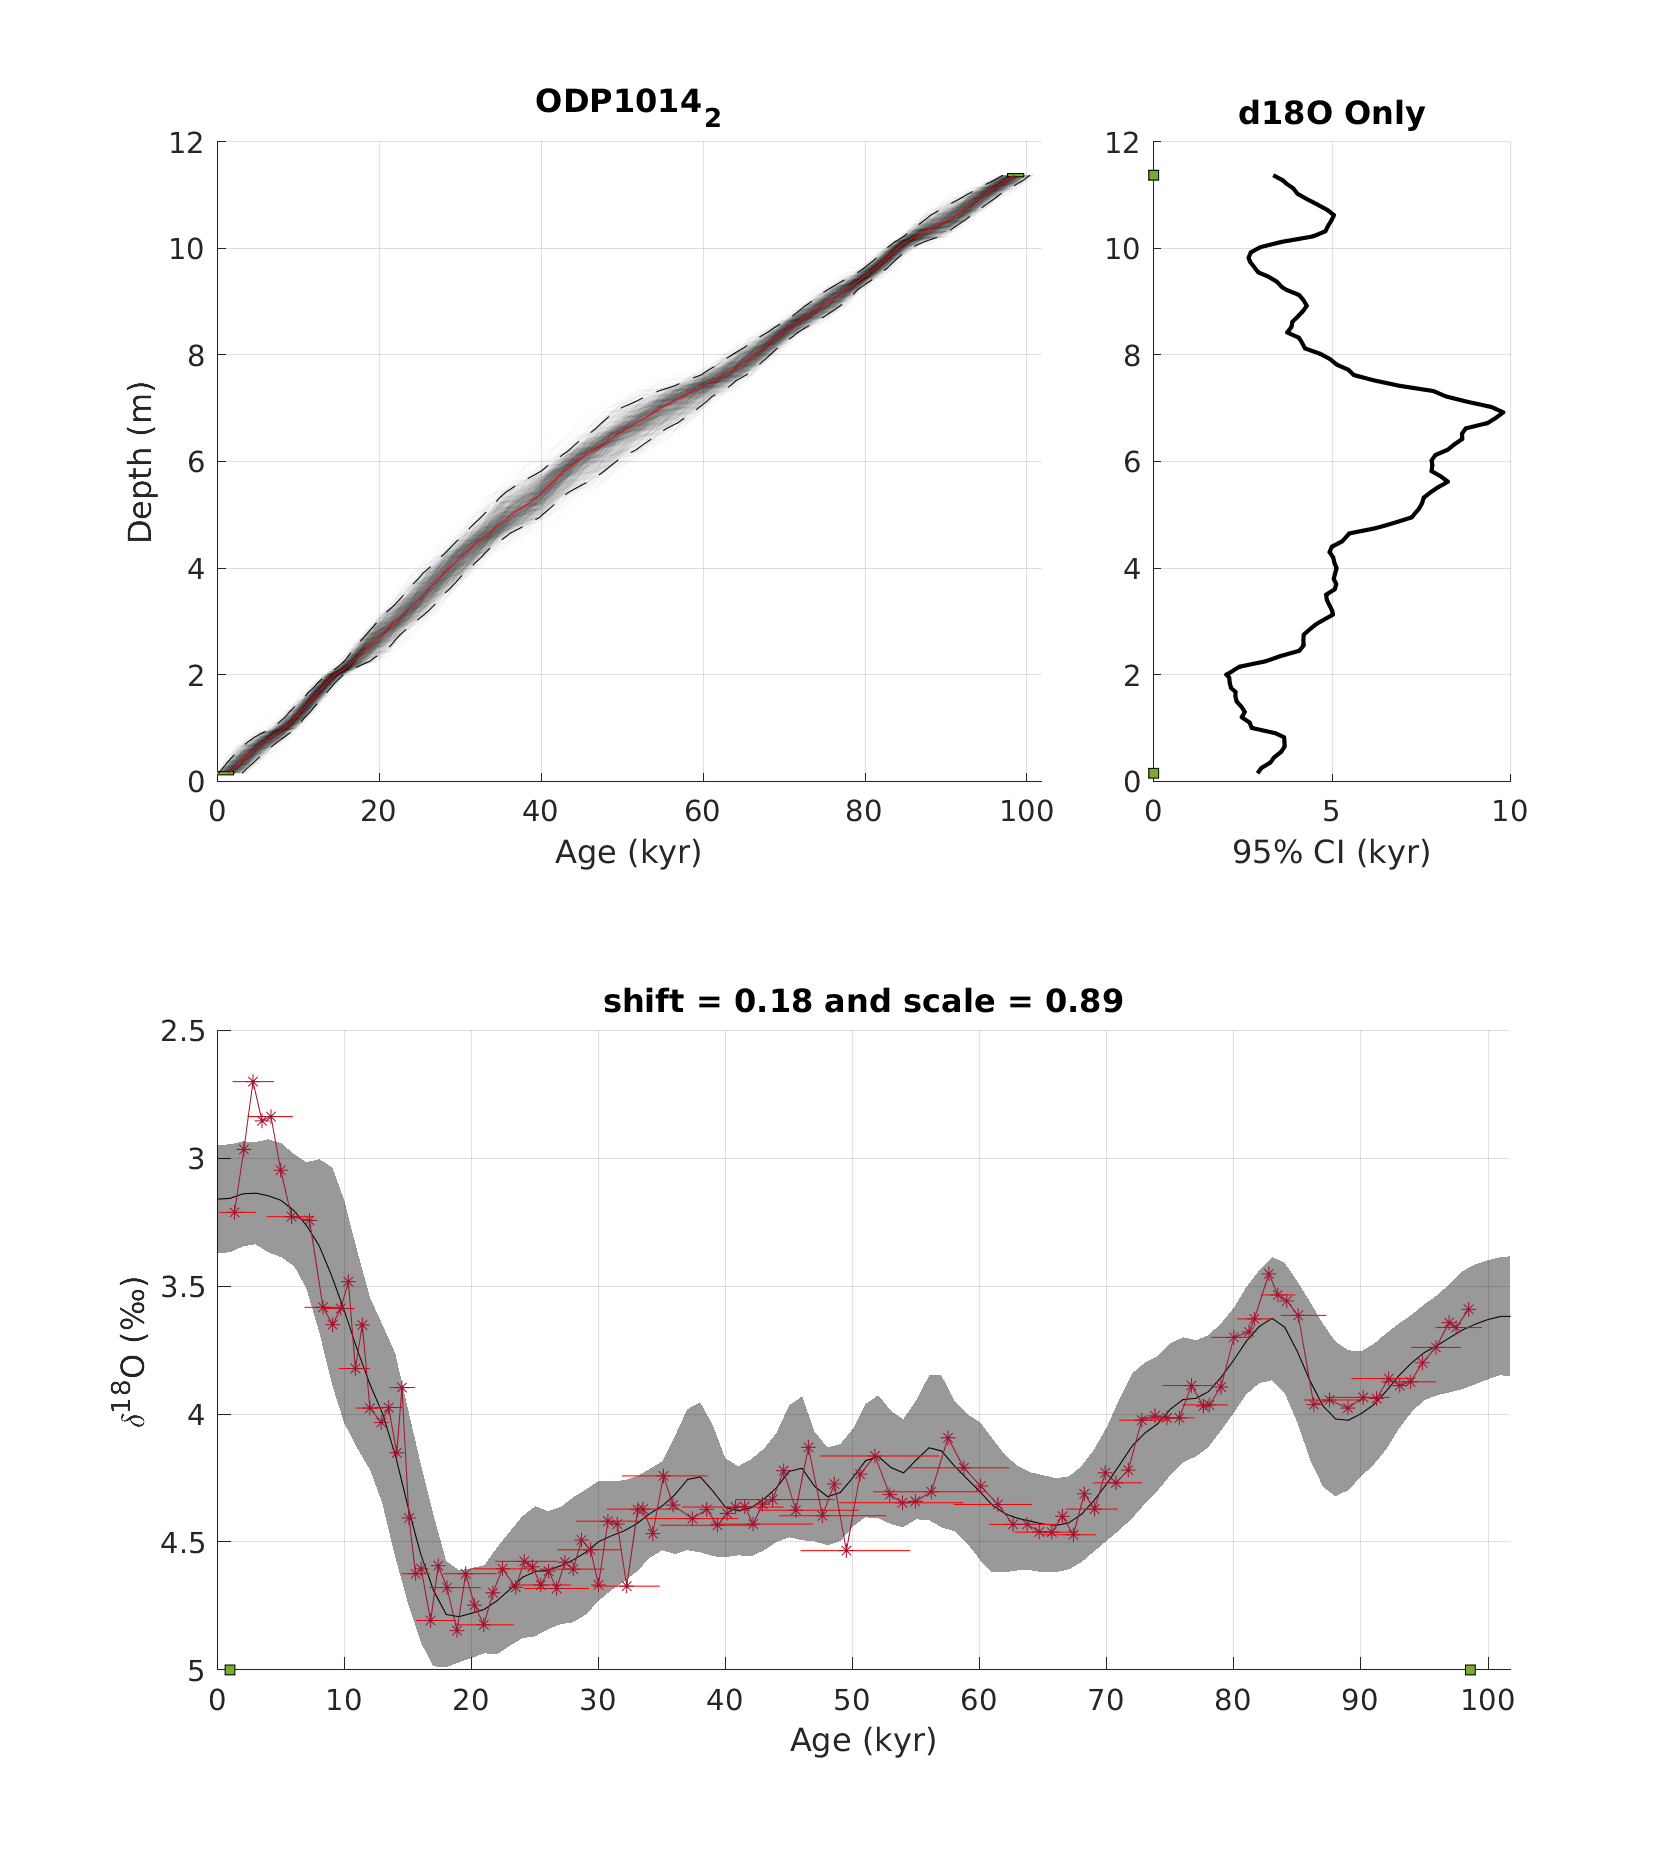 ODP1014₂
12
10
8
6
4
2
0
Depth (m)
0 20 40 60 80 100
Age (kyr)
d18O Only
12
10
8
6
4
2
0
0 5 10
95% CI (kyr)
shift = 0.18 and scale = 0.89
2.5
3
3.5
4
4.5
5
δ¹⁸O (‰)
0 10 20 30 40 50 60 70 80 90 100
Age (kyr)